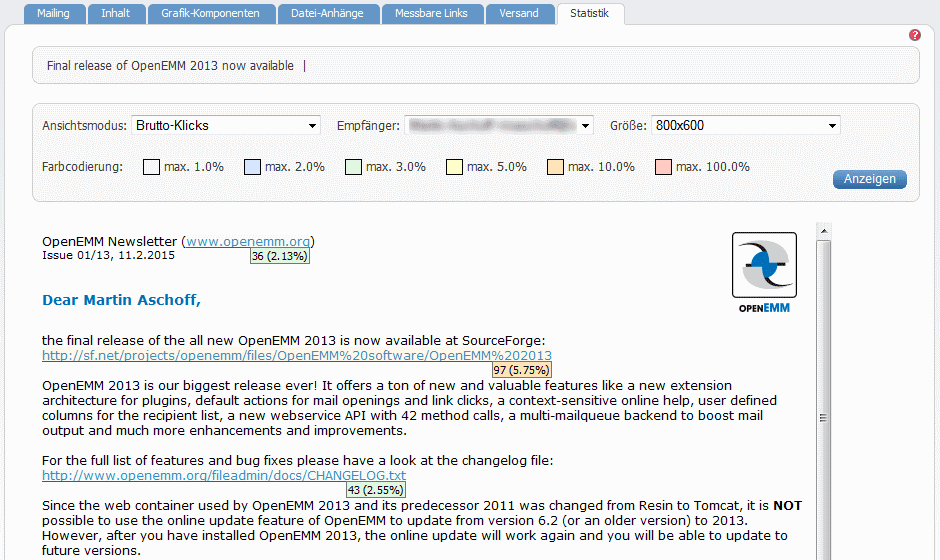 Mailing Inhalt Grafik-Komponenten Datei-Anhänge Messbare Links Versand Statistik
?
Final release of OpenEMM 2013 now available |
Ansichtsmodus: Brutto-Klicks Empfänger: Größe: 800x600
Farbcodierung: max. 1.0% max. 2.0% max. 3.0% max. 5.0% max. 10.0% max. 100.0%
Anzeigen
OpenEMM Newsletter (www.openemm.org)
Issue 01/13, 11.2.2015
36 (2.13%)
OPENEMM
Dear Martin Aschoff,
the final release of the all new OpenEMM 2013 is now available at SourceForge:
http://sf.net/projects/openemm/files/OpenEMM%20software/OpenEMM%202013
97 (5.75%)
OpenEMM 2013 is our biggest release ever! It offers a ton of new and valuable features like a new extension
architecture for plugins, default actions for mail openings and link clicks, a context-sensitive online help, user defined
columns for the recipient list, a new webservice API with 42 method calls, a multi-mailqueue backend to boost mail
output and much more enhancements and improvements.
For the full list of features and bug fixes please have a look at the changelog file:
http://www.openemm.org/fileadmin/docs/CHANGELOG.txt
43 (2.55%)
Since the web container used by OpenEMM 2013 and its predecessor 2011 was changed from Resin to Tomcat, it is NOT
possible to use the online update feature of OpenEMM to update from version 6.2 (or an older version) to 2013.
However, after you have installed OpenEMM 2013, the online update will work again and you will be able to update to
future versions.